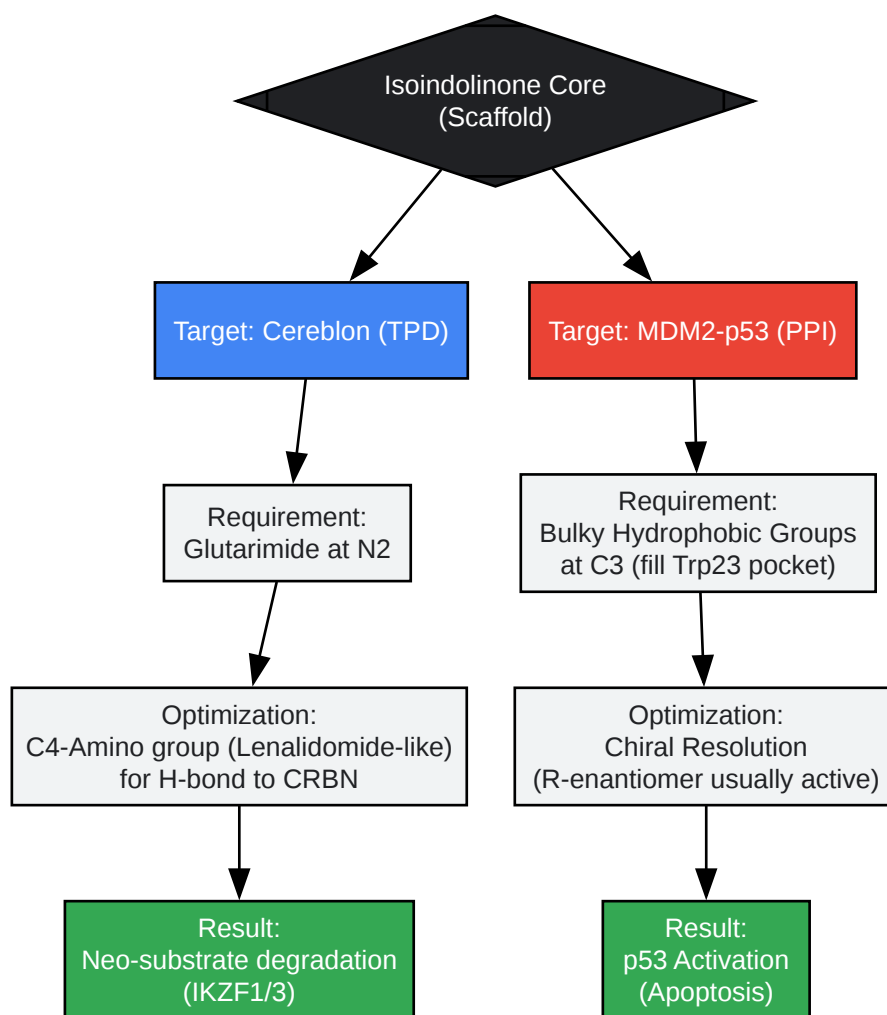 Isoindolinone Core
(Scaffold)
Target: Cereblon (TPD)
Target: MDM2-p53 (PPI)
Requirement:
Glutarimide at N2
Requirement:
Bulky Hydrophobic Groups
at C3 (fill Trp23 pocket)
Optimization:
C4-Amino group (Lenalidomide-like)
for H-bond to CRBN
Optimization:
Chiral Resolution
(R-enantiomer usually active)
Result:
Neo-substrate degradation
(IKZF1/3)
Result:
p53 Activation
(Apoptosis)